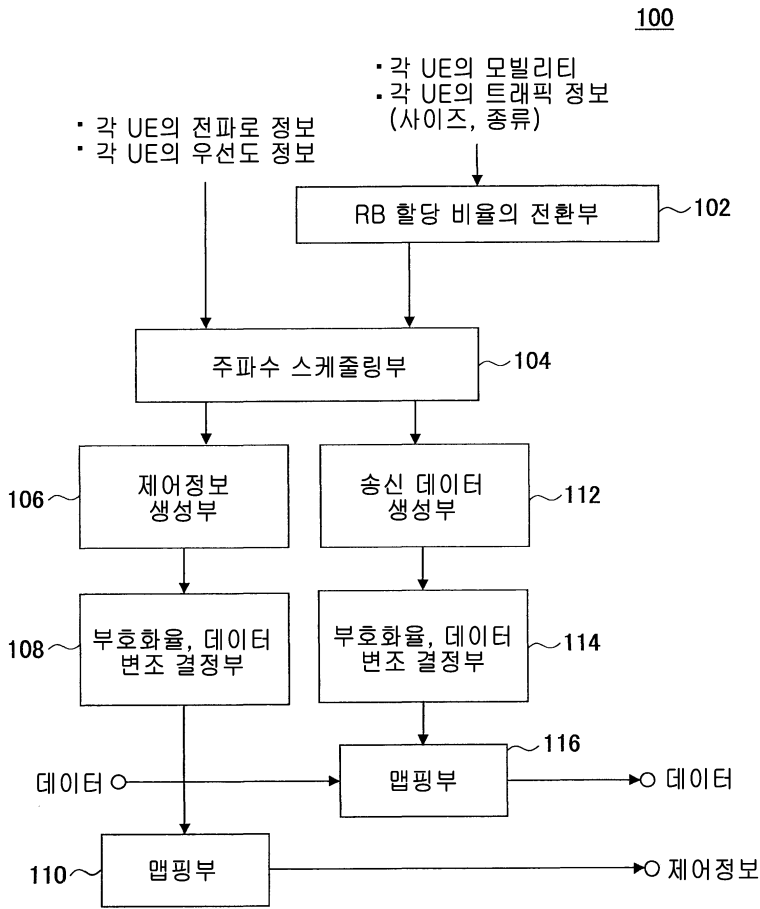 100
· 각 UE의 모빌리티
· 각 UE의 트래픽 정보
(사이즈, 종류)
· 각 UE의 전파로 정보
· 각 UE의 우선도 정보
RB 할당 비율의 전환부
102
주파수 스케줄링부
104
106
제어정보
생성부
송신 데이터
생성부
112
108
부호화율, 데이터
변조 결정부
부호화율, 데이터
변조 결정부
114
116
데이터
맵핑부
데이터
110
맵핑부
제어정보